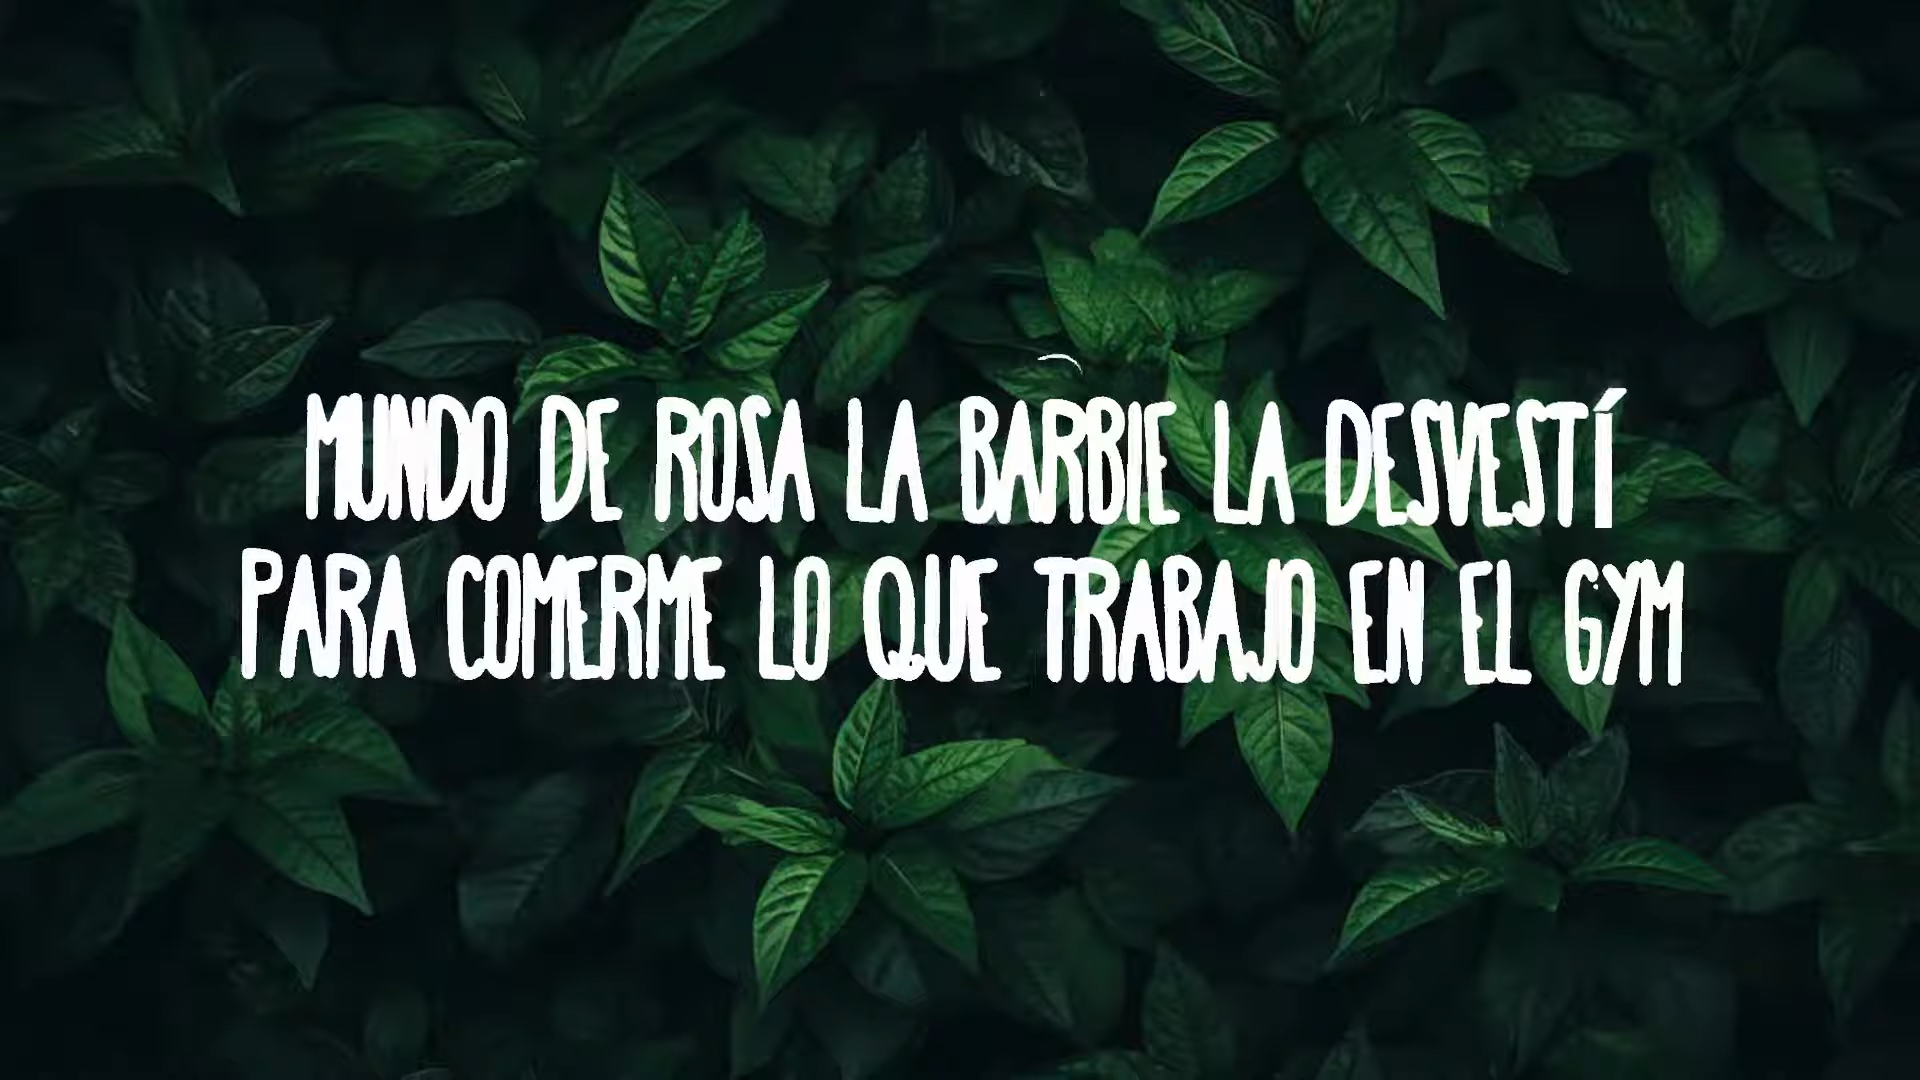 MUNDO DE ROSA LA BARBIE LA DESVESTÍ
PARA COMERME LO QUE TRABAJO EN EL GYM